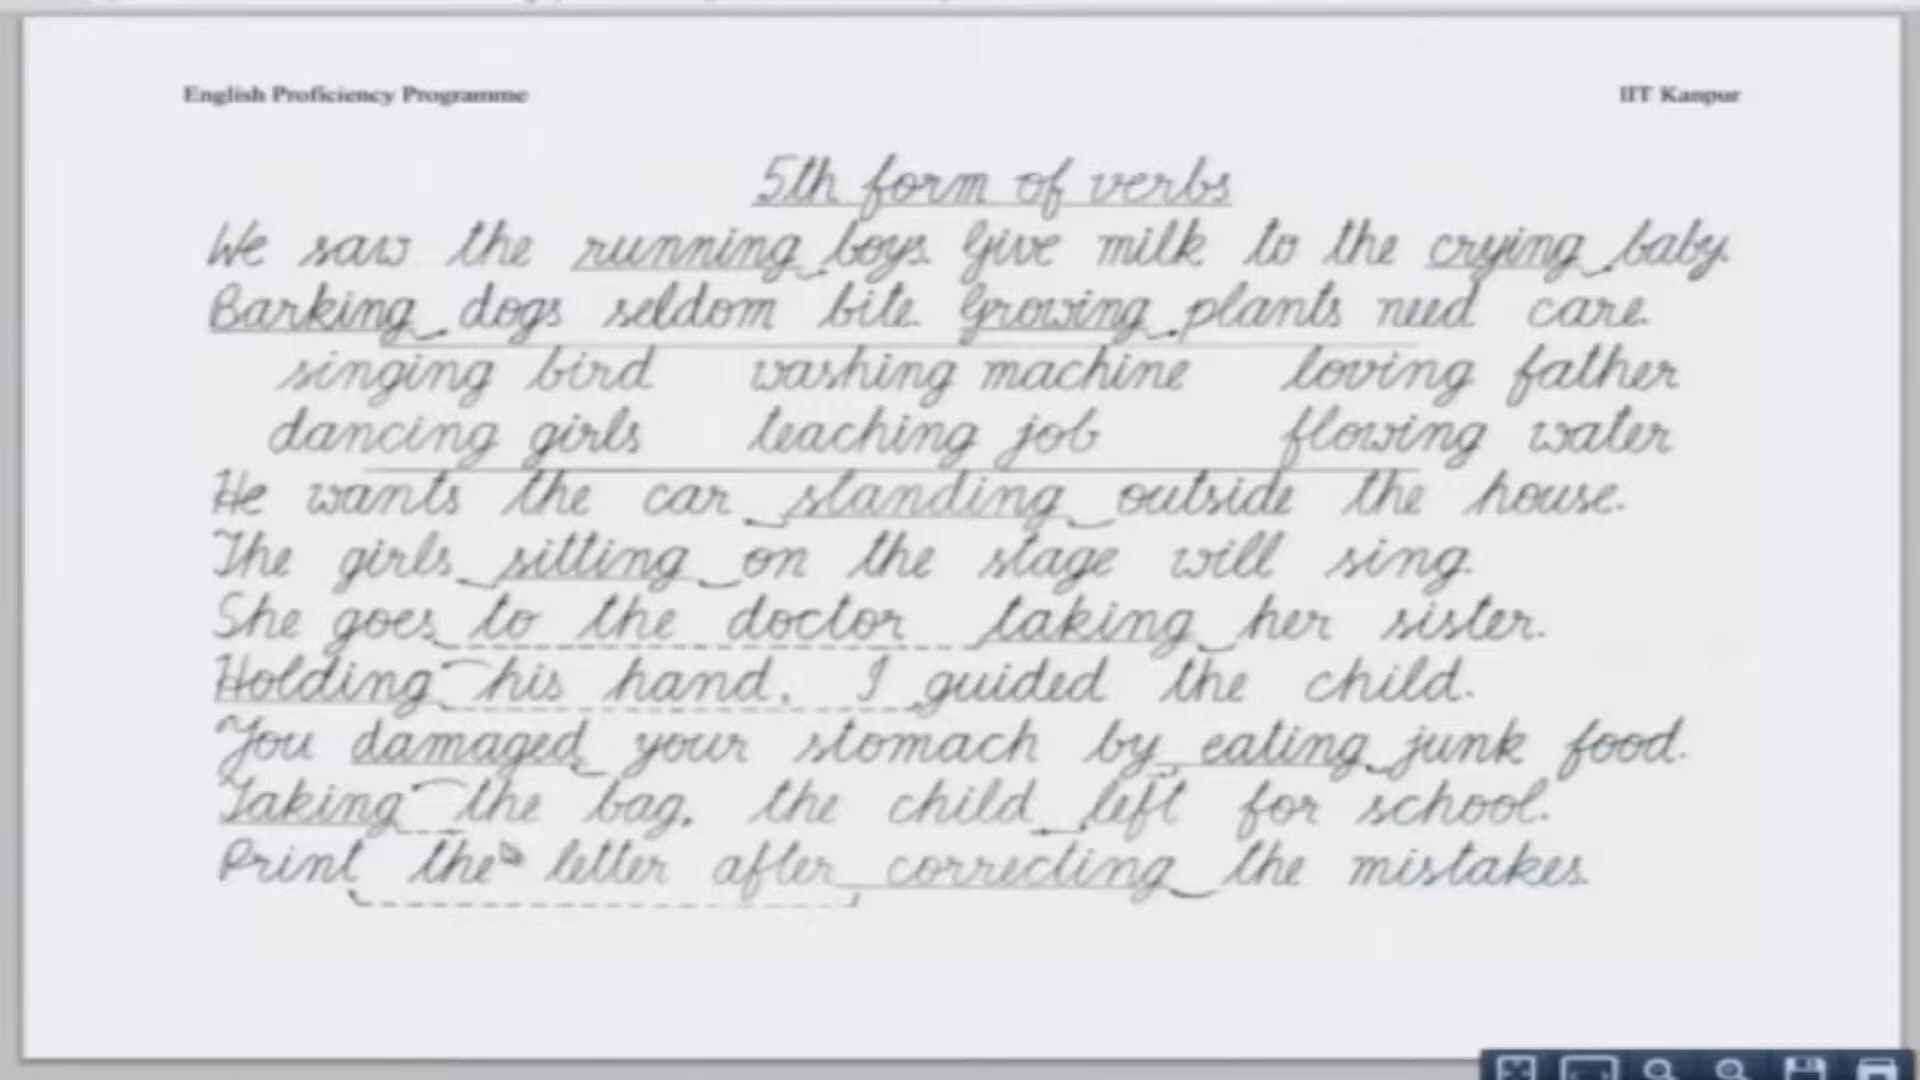 English Proficiency Programme IIT Kanpur
5th form of verbs
We saw the running boys. Give milk to the crying baby.
Barking dogs seldom bite. Growing plants need care.
singing bird washing machine loving father
dancing girls teaching job flowing water
He wants the car standing outside the house.
The girls sitting on the stage will sing.
She goes to the doctor taking her sister.
Holding his hand, I guided the child.
You damaged your stomach by eating junk food.
Taking the bag, the child left for school.
Print the letter after correcting the mistakes.